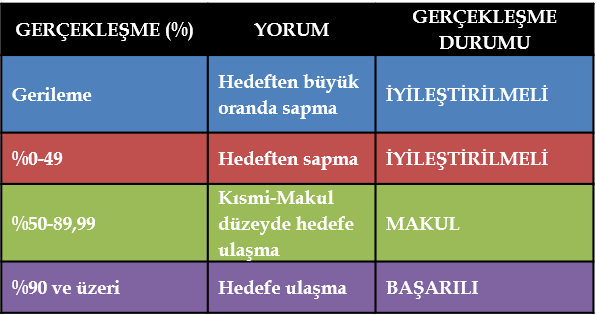 GERÇEKLEŞME (%) YORUM GERÇEKLEŞME
DURUMU
Gerileme Hedeften büyük
oranda sapma İYİLEŞTİRİLMELİ
%0-49 Hedeften sapma İYİLEŞTİRİLMELİ
%50-89,99 Kısmi-Makul
düzeyde hedefe
ulaşma MAKUL
%90 ve üzeri Hedefe ulaşma BAŞARILI